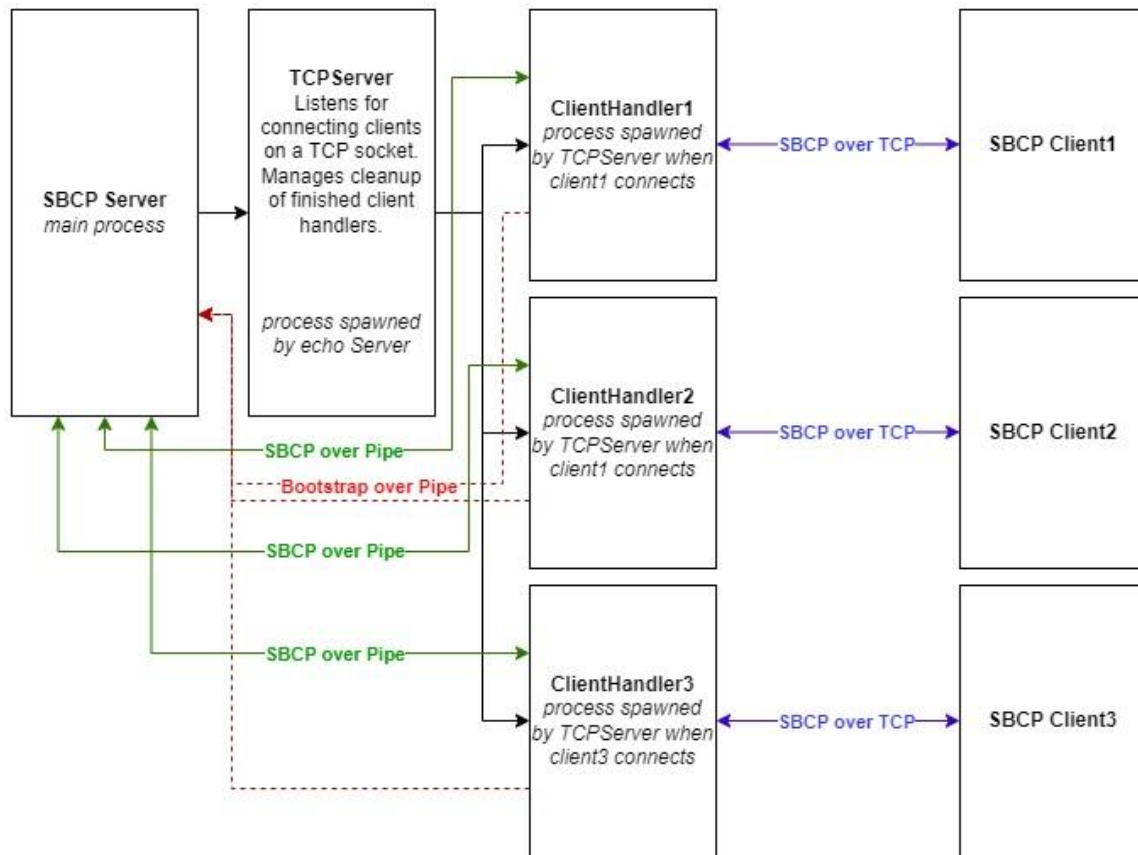 SBCP Server
main process
TCPServer
Listens for
connecting clients
on a TCP socket.
Manages cleanup
of finished client
handlers.
process spawned
by echo Server
ClientHandler1
process spawned
by TCPServer when
client1 connects
SBCP over TCP
SBCP Client1
ClientHandler2
process spawned
by TCPServer when
client1 connects
SBCP over TCP
SBCP Client2
SBCP over Pipe
Bootstrap over Pipe
SBCP over Pipe
SBCP over Pipe
ClientHandler3
process spawned
by TCPServer when
client3 connects
SBCP over TCP
SBCP Client3